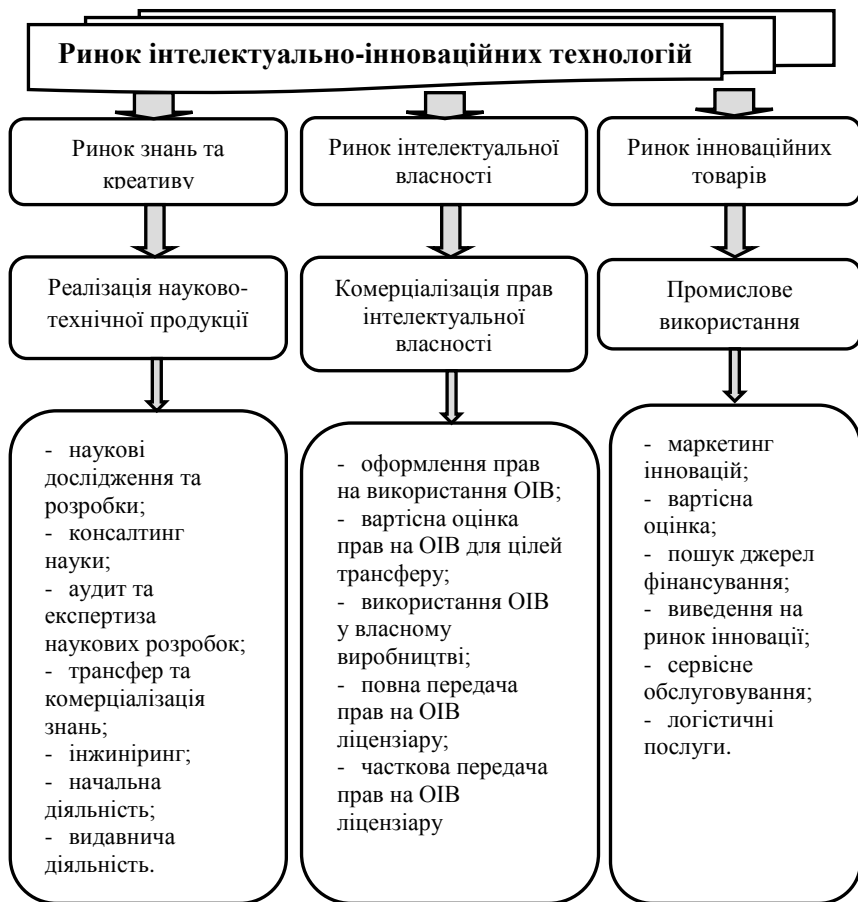 Ринок інтелектуально-інноваційних технологій
Ринок знань та
креативу
Ринок інтелектуальної
власності
Ринок інноваційних
товарів
Реалізація науково-
технічної продукції
Комерціалізація прав
інтелектуальної
власності
Промислове
використання
- наукові
дослідження та
розробки;
- консалтинг
науки;
- аудит та
експертиза
наукових розробок;
- трансфер та
комерціалізація
знань;
- інжиніринг;
- начальна
діяльність;
- видавнича
діяльність.
- оформлення прав
на використання ОІВ;
- вартісна оцінка
прав на ОІВ для цілей
трансферу;
- використання ОІВ
у власному
виробництві;
- повна передача
прав на ОІВ
ліцензіару;
- часткова передача
прав на ОІВ
ліцензіару
- маркетинг
інновацій;
- вартісна
оцінка;
- пошук джерел
фінансування;
- виведення на
ринок інновації;
- сервісне
обслуговування;
- логістичні
послуги.